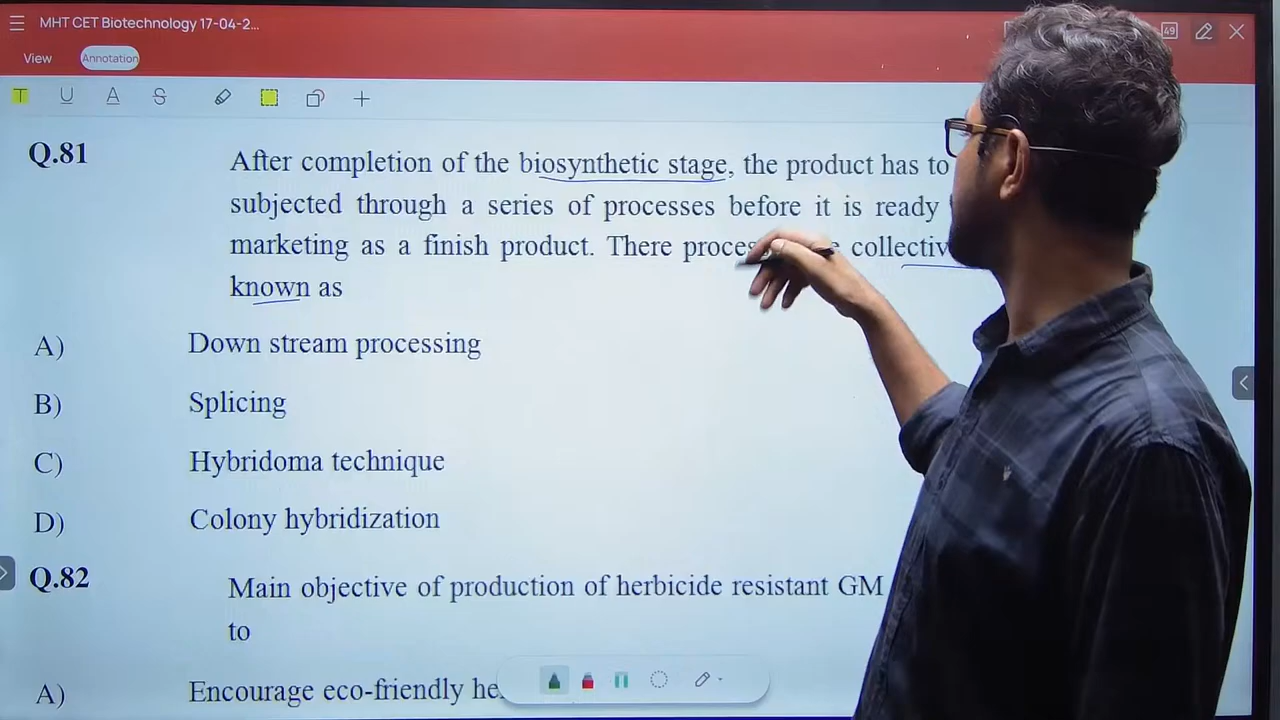 MHT CET Biotechnology 17-04-2...
49
View
Annotation
T U A S
Q.81
After completion of the biosynthetic stage, the product has to
subjected through a series of processes before it is ready
marketing as a finish product. There collectiv
known as
A) Down stream processing
B) Splicing
C) Hybridoma technique
D) Colony hybridization
Q.82
Main objective of production of herbicide resistant GM
to
A) Encourage eco-friendly